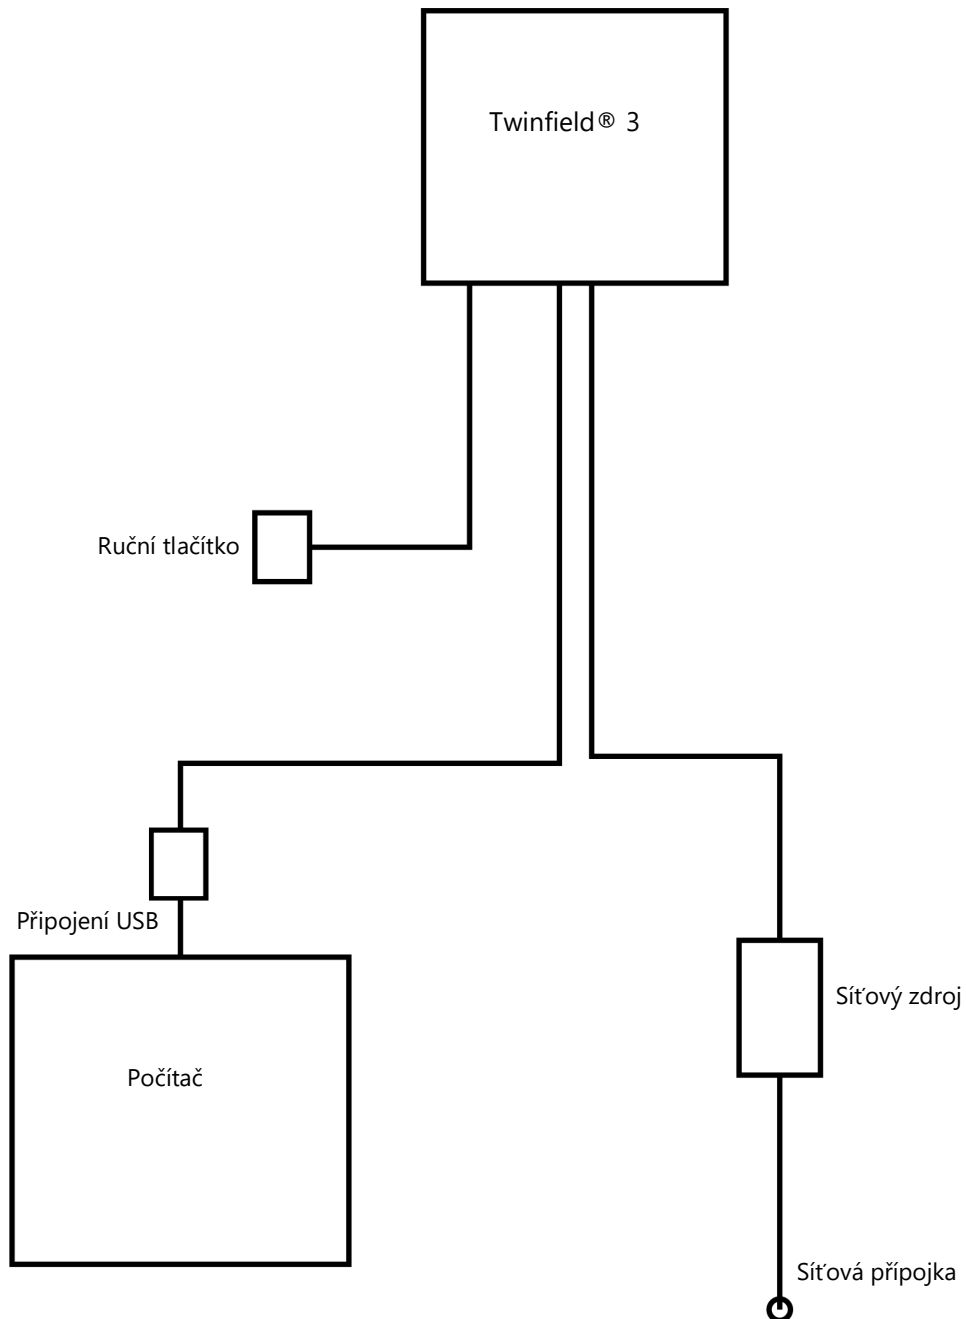 Twinfield® 3
Ruční tlačítko
Připojení USB
Počítač
Síťový zdroj
Síťová přípojka